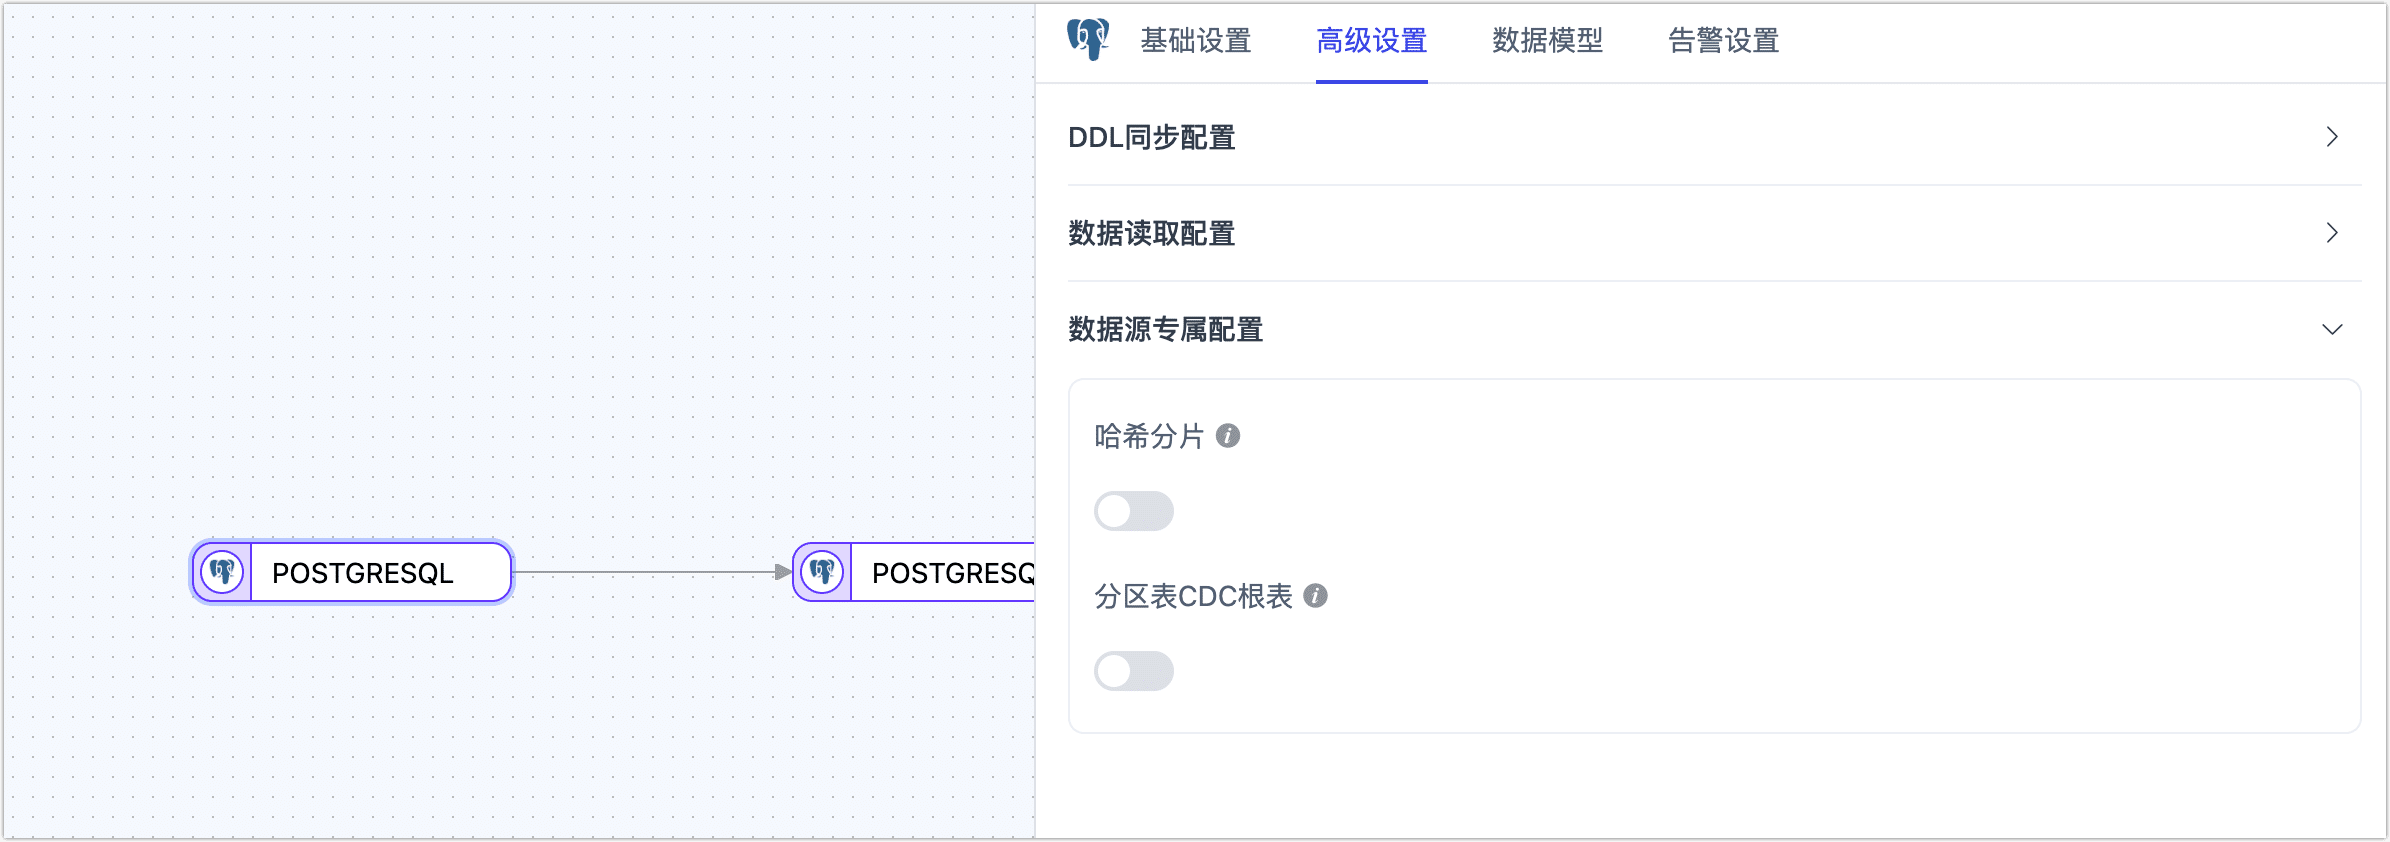 基础设置
高级设置
数据模型
告警设置
DDL同步配置
数据读取配置
数据源专属配置
哈希分片
分区表CDC根表
POSTGRESQL
POSTGRESQ